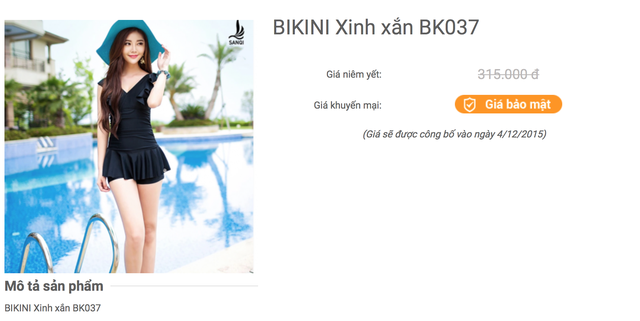 BIKINI Xinh xắn BK037
SANQI
Giá niêm yết:
315.000 đ
Giá khuyến mại:
Giá bảo mật
(Giá sẽ được công bố vào ngày 4/12/2015)
Mô tả sản phẩm
BIKINI Xinh xắn BK037